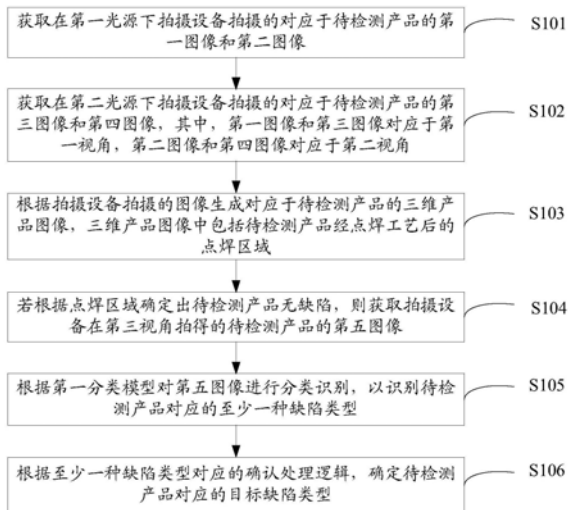 获取在第一光源下拍摄设备拍摄的对应于待检测产品的第
一图像和第二图像
S101
获取在第二光源下拍摄设备拍摄的对应于待检测产品的第
三图像和第四图像，其中，第一图像和第三图像对应于第
一视角，第二图像和第四图像对应于第二视角
S102
根据拍摄设备拍摄的图像生成对应于待检测产品的三维产
品图像，三维产品图像中包括待检测产品经点焊工艺后的
点焊区域
S103
若根据点焊区域确定出待检测产品无缺陷，则获取拍摄设
备在第三视角拍得的待检测产品的第五图像
S104
根据第一分类模型对第五图像进行分类识别，以识别待检
测产品对应的至少一种缺陷类型
S105
根据至少一种缺陷类型对应的确认处理逻辑，确定待检测
产品对应的目标缺陷类型
S106